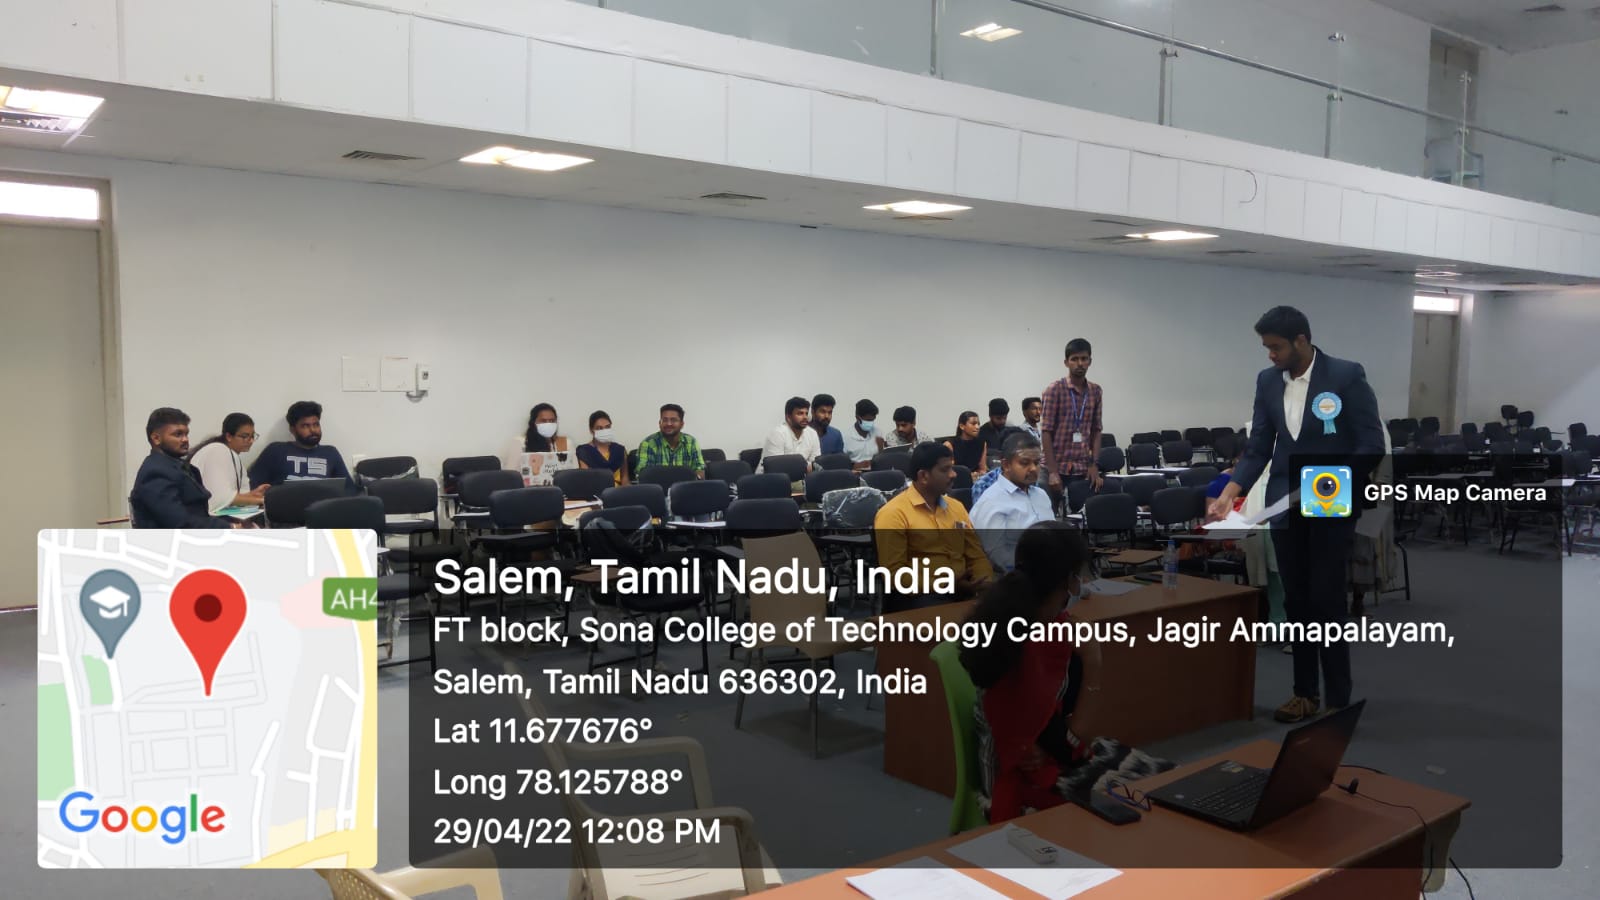 TS
GPS Map Camera
AH4
Salem, Tamil Nadu, India
FT block, Sona College of Technology Campus, Jagir Ammapalayam,
Salem, Tamil Nadu 636302, India
Lat 11.677676°
Long 78.125788°
29/04/22 12:08 PM
Google